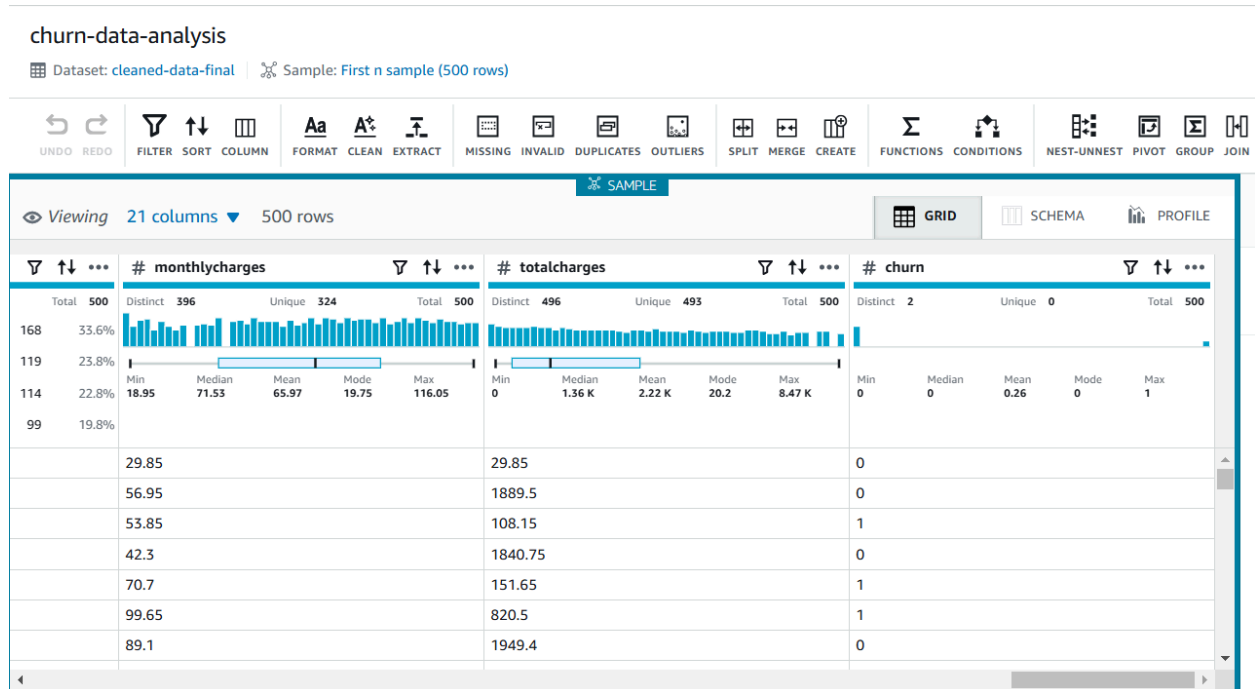 churn-data-analysis
Dataset: cleaned-data-final Sample: First n sample (500 rows)
UNDO REDO FILTER SORT COLUMN FORMAT CLEAN EXTRACT MISSING INVALID DUPLICATES OUTLIERS SPLIT MERGE CREATE FUNCTIONS CONDITIONS NEST-UNNEST PIVOT GROUP JOIN
SAMPLE
Viewing 21 columns 500 rows GRID SCHEMA PROFILE
# monthlycharges # totalcharges # churn
Total 500 Distinct 396 Unique 324 Total 500 Distinct 496 Unique 493 Total 500 Distinct 2 Unique 0 Total 500
168 33.6%
119 23.8%
Min Median Mean Mode Max Min Median Mean Mode Max Min Median Mean Mode Max
114 22.8% 18.95 71.53 65.97 19.75 116.05 0 1.36 K 2.22 K 20.2 8.47 K 0 0 0.26 0 1
99 19.8%
29.85 29.85 0
56.95 1889.5 0
53.85 108.15 1
42.3 1840.75 0
70.7 151.65 1
99.65 820.5 1
89.1 1949.4 0